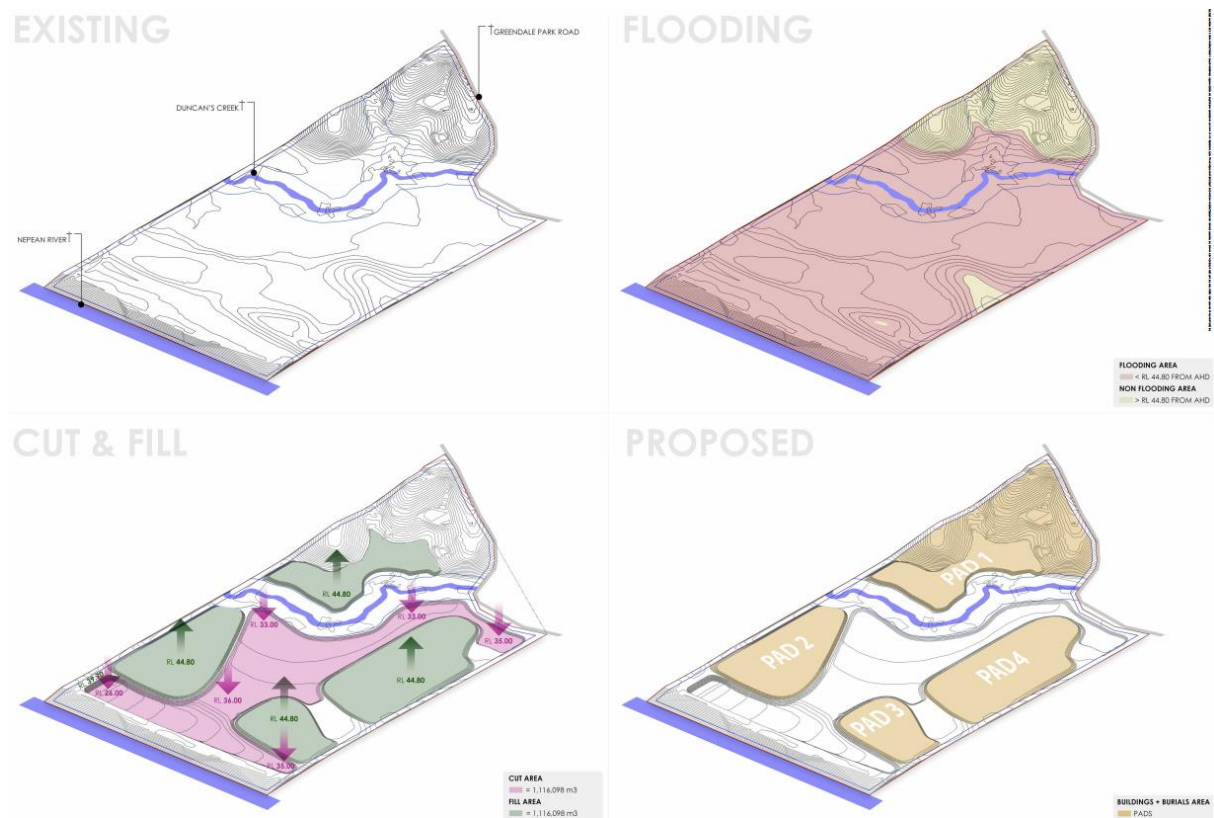 EXISTING
GREENDALE PARK ROAD
DUNCAN'S CREEK
NEPEAN RIVER
FLOODING
FLOODING AREA
< RL 44.80 FROM AHD
NON FLOODING AREA
> RL 44.80 FROM AHD
CUT & FILL
RL 44.80
RL 33.00
RL 33.00
RL 35.00
RL 44.80
RL 39.20
RL 26.00
RL 36.00
RL 44.80
RL 44.80
RL 35.00
CUT AREA
= 1,116,098 m3
FILL AREA
= 1,116,098 m3
PROPOSED
PAD 1
PAD 2
PAD 4
PAD 3
BUILDINGS + BURIALS AREA
PADS